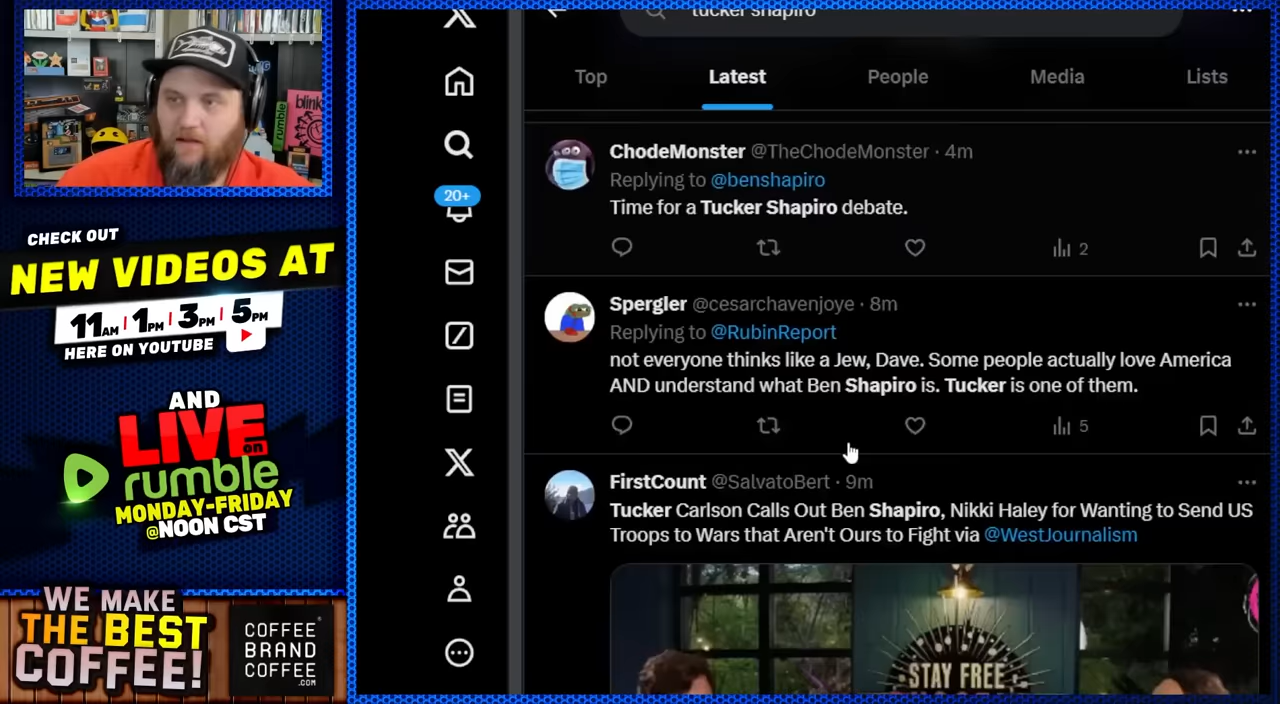 tucker shapiro
Top
Latest
People
Media
Lists
ChodeMonster @TheChodeMonster · 4m
Replying to @benshapiro
Time for a Tucker Shapiro debate.
2
20+
Spergler @cesarchavenjoye · 8m
Replying to @RubinReport
not everyone thinks like a Jew, Dave. Some people actually love America
AND understand what Ben Shapiro is. Tucker is one of them.
5
FirstCount @SalvatoBert · 9m
Tucker Carlson Calls Out Ben Shapiro, Nikki Haley for Wanting to Send US
Troops to Wars that Aren't Ours to Fight via @WestJournalism
STAY FREE
blink
rumble
CHECK OUT
NEW VIDEOS AT
11AM | 1PM | 3PM | 5PM
HERE ON YOUTUBE
AND
LIVE on
rumble
MONDAY-FRIDAY
@NOON CST
WE MAKE
THE BEST
COFFEE!
COFFEE
BRAND
COFFEE
.COM